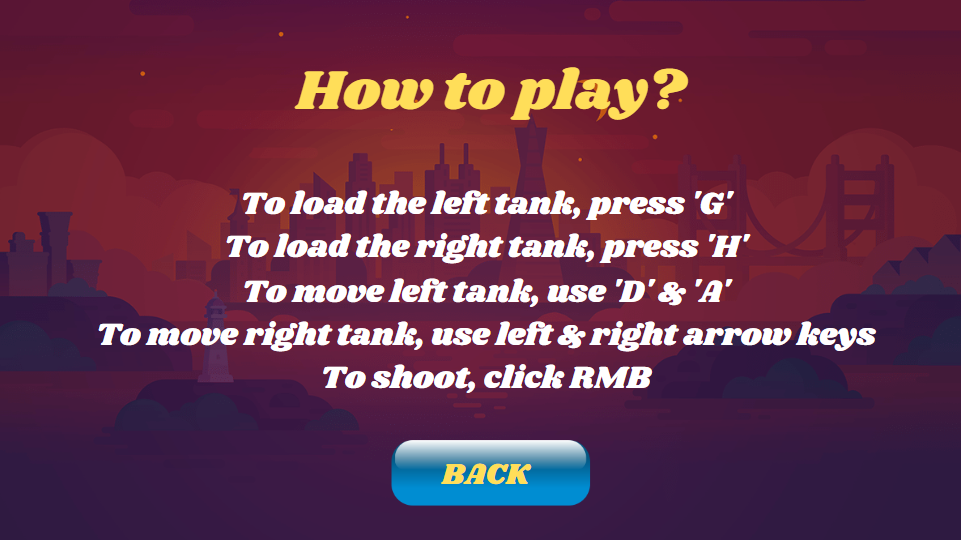 How to play?
To load the left tank, press 'G'
To load the right tank, press 'H'
To move left tank, use 'D' & 'A'
To move right tank, use left & right arrow keys
To shoot, click RMB
BACK